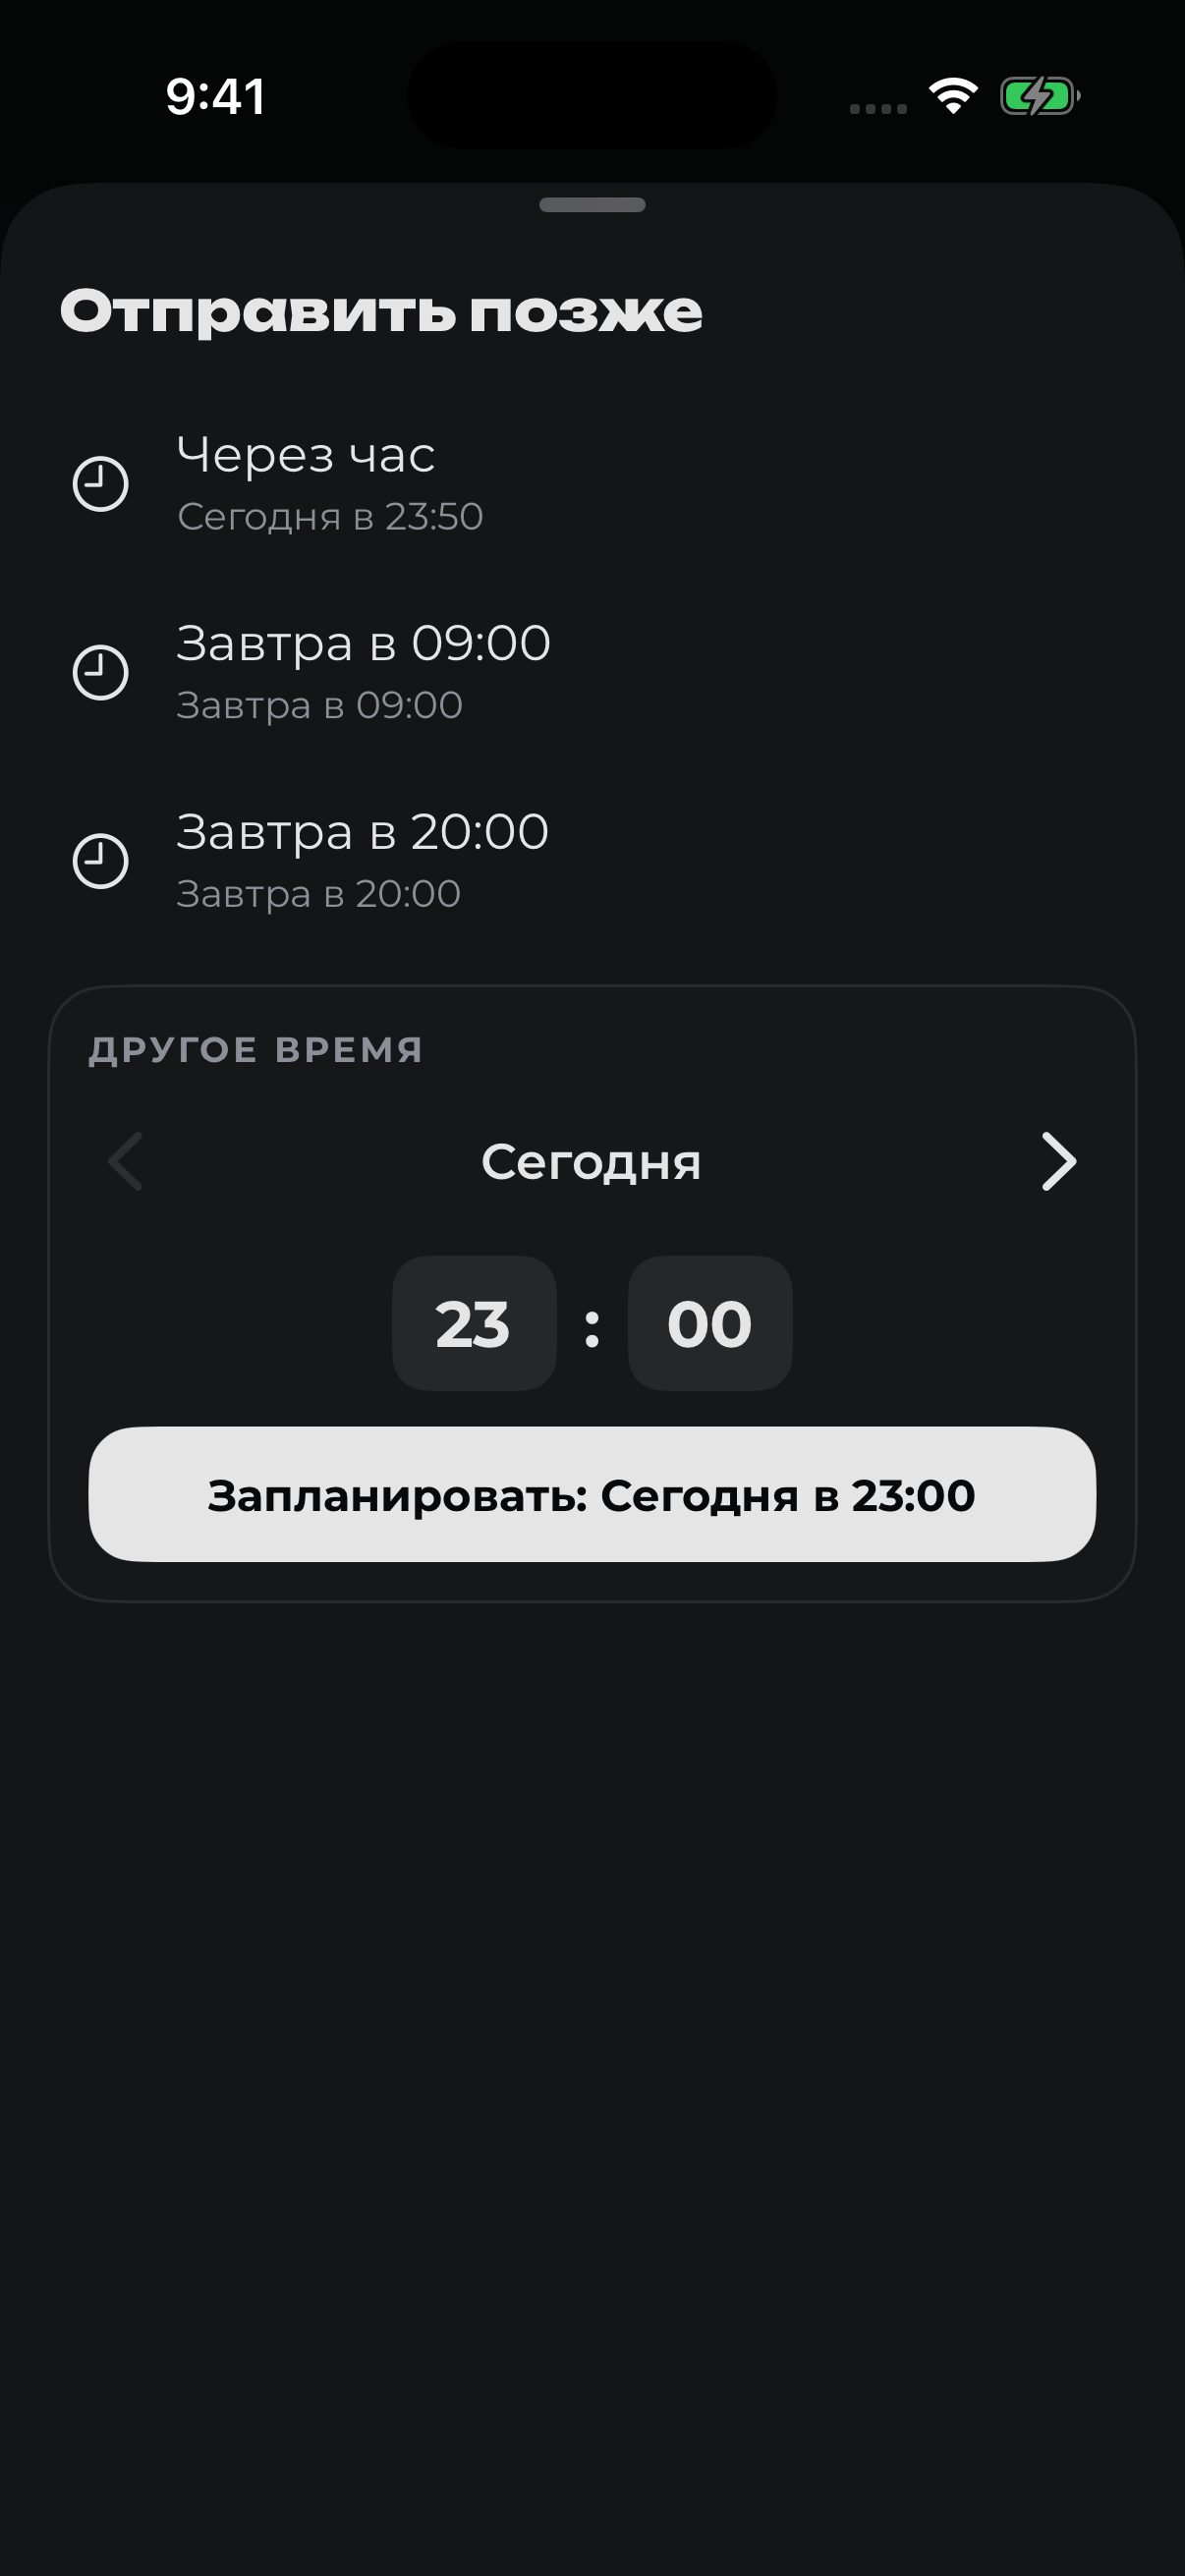 9:41
Отправить позже
Через час
Сегодня в 23:50
Завтра в 09:00
Завтра в 09:00
Завтра в 20:00
Завтра в 20:00
ДРУГОЕ ВРЕМЯ
Сегодня
23 : 00
Запланировать: Сегодня в 23:00